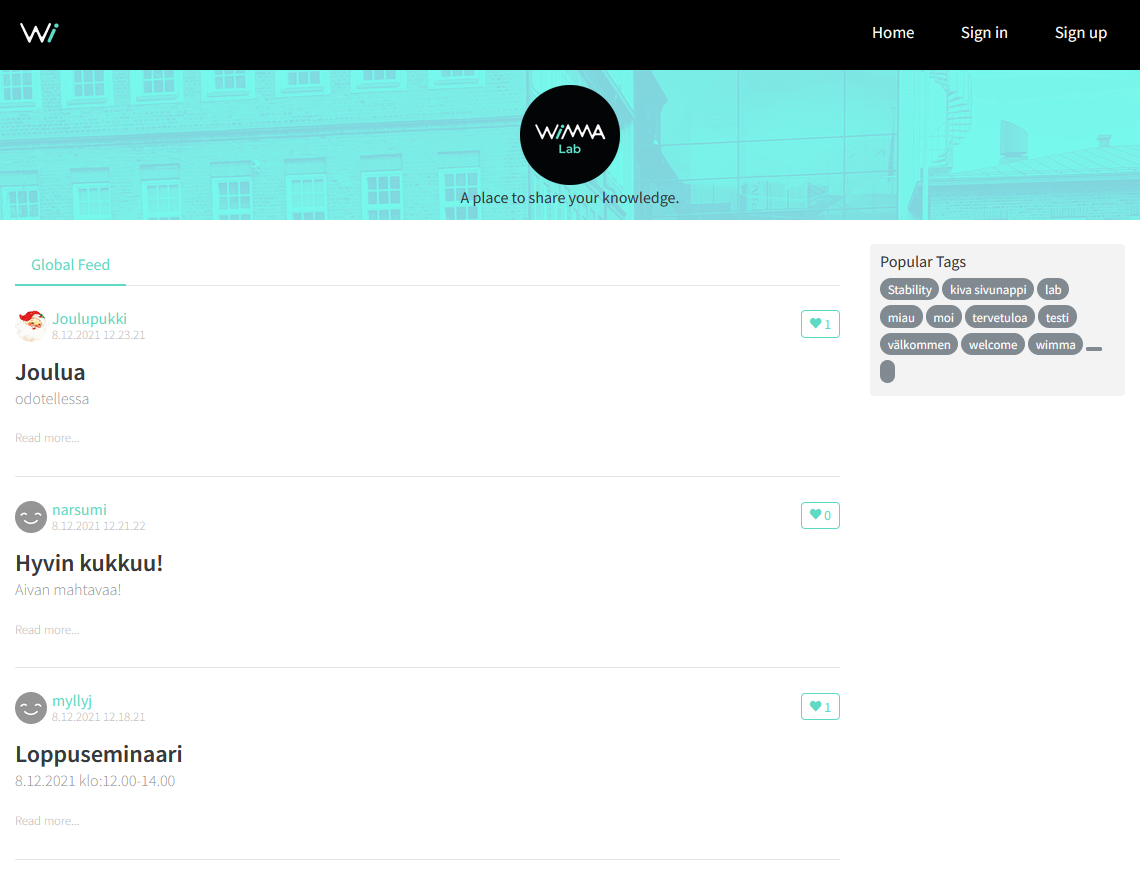 Wi
Home Sign in Sign up
WIMMA
Lab
A place to share your knowledge.
Global Feed
Popular Tags
Stability kiva sivunappi lab
miau moi tervetuloa testi
välkommen welcome wimma
Joulupukki
8.12.2021 12.23.21
1
Joulua
odotellessa
Read more...
narsumi
8.12.2021 12.21.22
0
Hyvin kukkuu!
Aivan mahtavaa!
Read more...
myllyj
8.12.2021 12.18.21
1
Loppuseminaari
8.12.2021 klo:12.00-14.00
Read more...